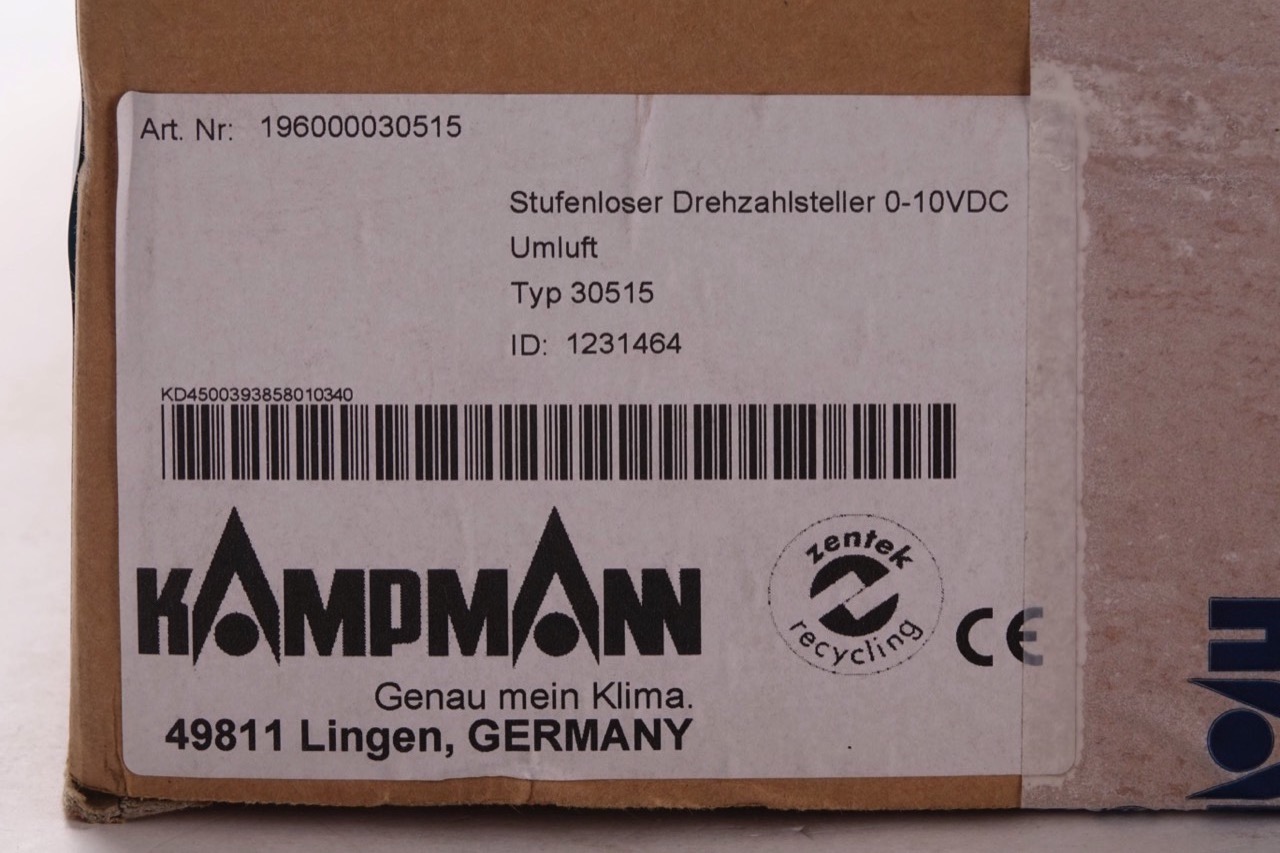 Art. Nr: 196000030515
Stufenloser Drehzahlsteller 0-10VDC
Umluft
Typ 30515
ID: 1231464
KD4500393858010340
KAMPMANN
zentek
recycling
CE
Genau mein Klima.
49811 Lingen, GERMANY